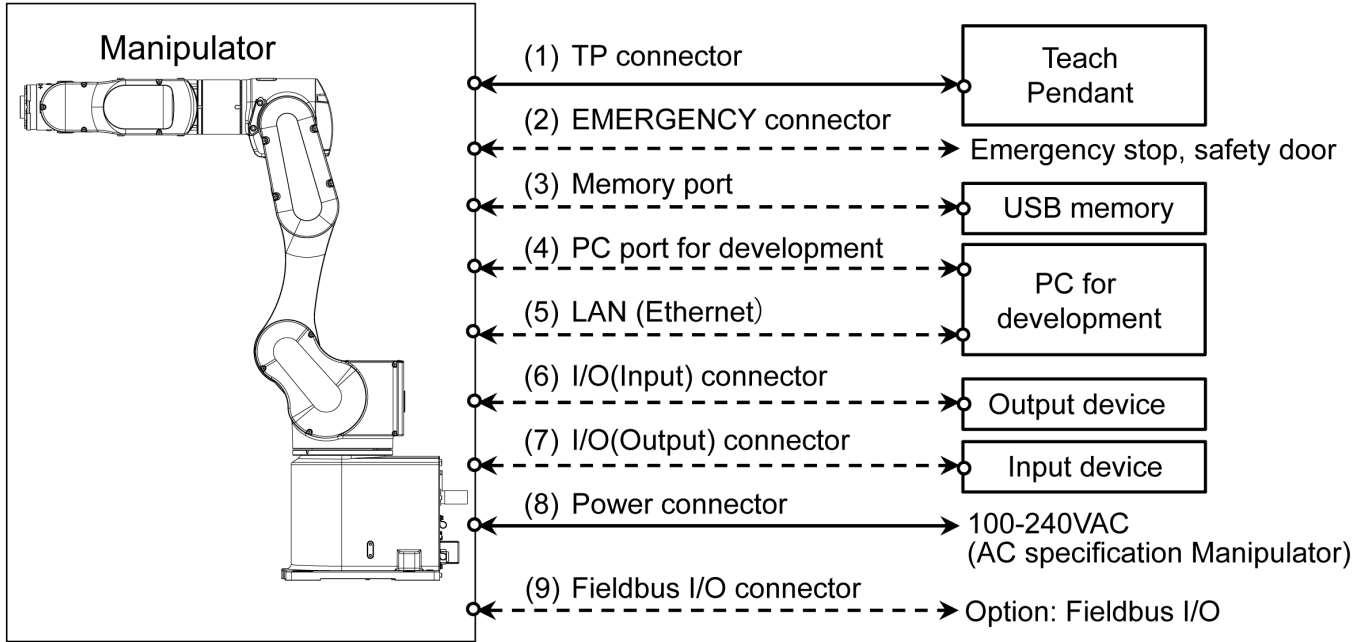 Manipulator
(1) TP connector
Teach
Pendant
(2) EMERGENCY connector
Emergency stop, safety door
(3) Memory port
USB memory
(4) PC port for development
PC for
development
(5) LAN (Ethernet）
(6) I/O(Input) connector
Output device
(7) I/O(Output) connector
Input device
(8) Power connector
100-240VAC
(AC specification Manipulator)
(9) Fieldbus I/O connector
Option: Fieldbus I/O